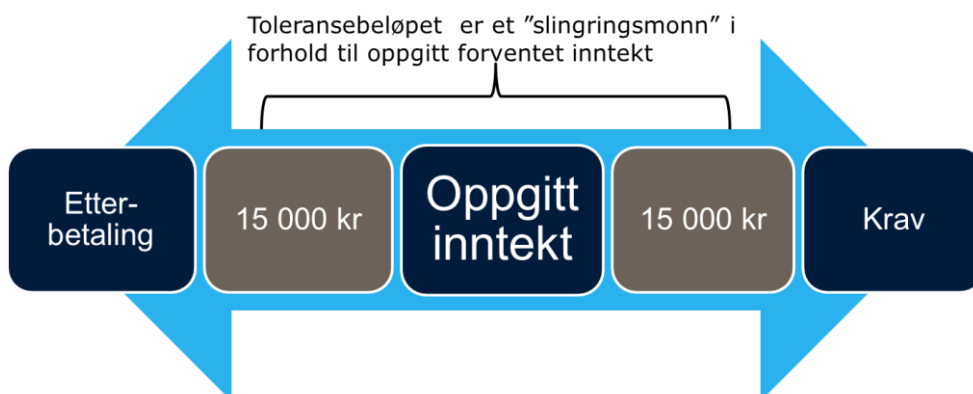 Toleransebeløpet  er et ”slingringsmonn” i
forhold til oppgitt forventet inntekt
Etter-
betaling
15 000 kr
Oppgitt
inntekt
15 000 kr
Krav